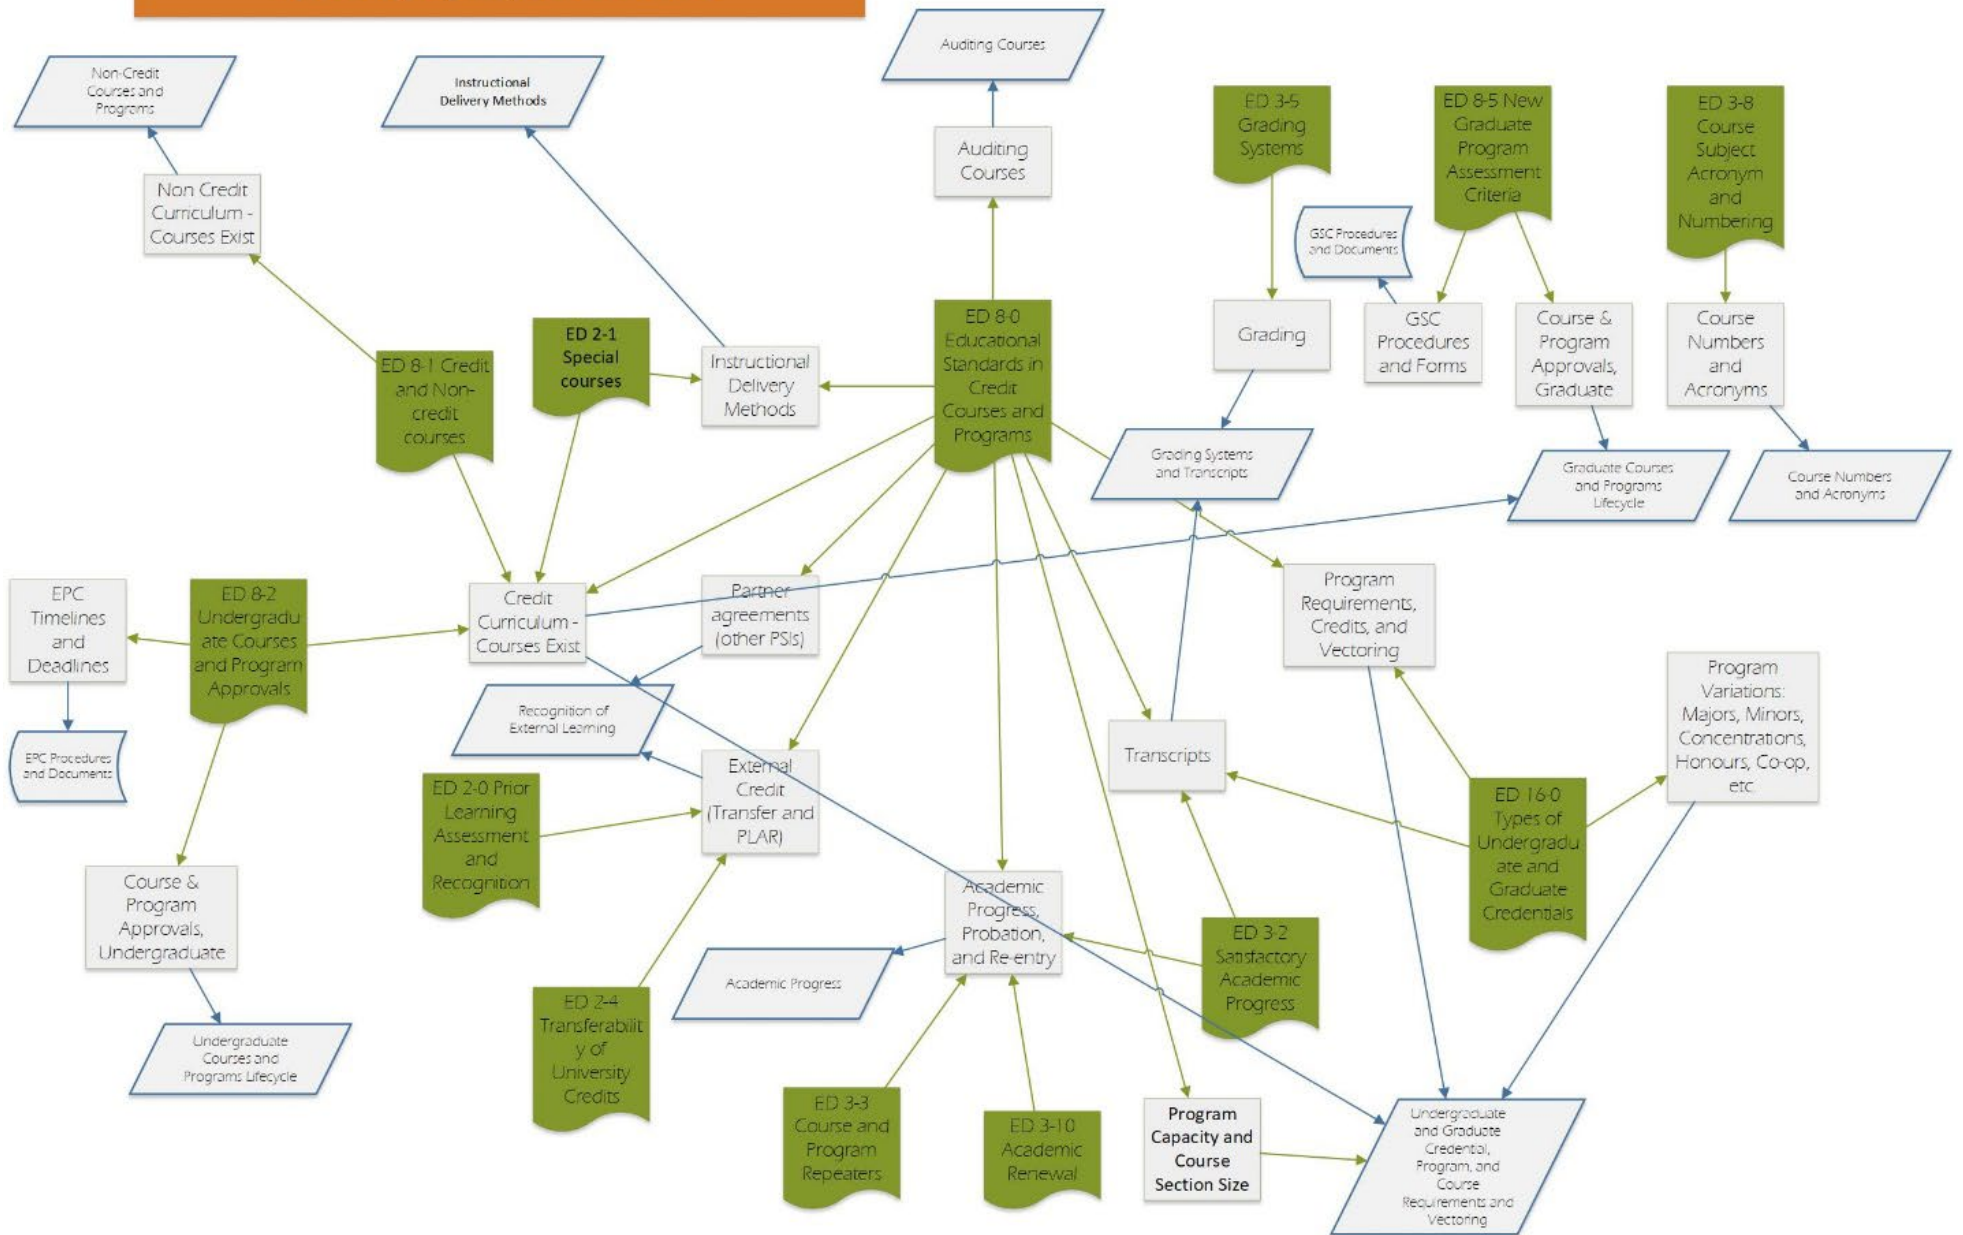 Auditing Courses
Non-Credit
Courses and
Programs
Instructional
Delivery Methods
ED 3-5
Grading
Systems
ED 8-5 New
Graduate
Program
Assessment
Criteria
ED 3-8
Course
Subject
Acronym
and
Numbering
Auditing
Courses
Non Credit
Curriculum -
Courses Exist
GSC Procedures
and Documents
ED 8-0
Educational
Standards in
Credit
Courses and
Programs
Grading
GSC
Procedures
and Forms
Course &
Program
Approvals,
Graduate
Course
Numbers
and
Acronyms
ED 2-1
Special
courses
Instructional
Delivery
Methods
ED 8-1 Credit
and Non-
credit
courses
Grading Systems
and Transcripts
Graduate Courses
and Programs
Lifecycle
Course Numbers
and Acronyms
EPC
Timelines
and
Deadlines
ED 8-2
Undergradu
ate Courses
and Program
Approvals
Credit
Curriculum -
Courses Exist
Partner
agreements
(other PSIs)
Program
Requirements,
Credits, and
Vectoring
Program
Variations:
Majors, Minors,
Concentrations,
Honours, Co-op,
etc
Recognition of
External Learning
EPC Procedures
and Documents
Transcripts
External
Credit
(Transfer and
PLAR)
ED 2-0 Prior
Learning
Assessment
and
Recognition
ED 16-0
Types of
Undergradu
ate and
Graduate
Credentials
Course &
Program
Approvals,
Undergraduate
Academic
Progress,
Probation,
and Re-entry
ED 3-2
Satisfactory
Academic
Progress
Academic Progress
ED 2-4
Transferabilit
y of
University
Credits
Undergraduate
Courses and
Programs Lifecycle
ED 3-3
Course and
Program
Repeaters
ED 3-10
Academic
Renewal
Program
Capacity and
Course
Section Size
Undergraduate
and Graduate
Credential,
Program, and
Course
Requirements and
Vectoring